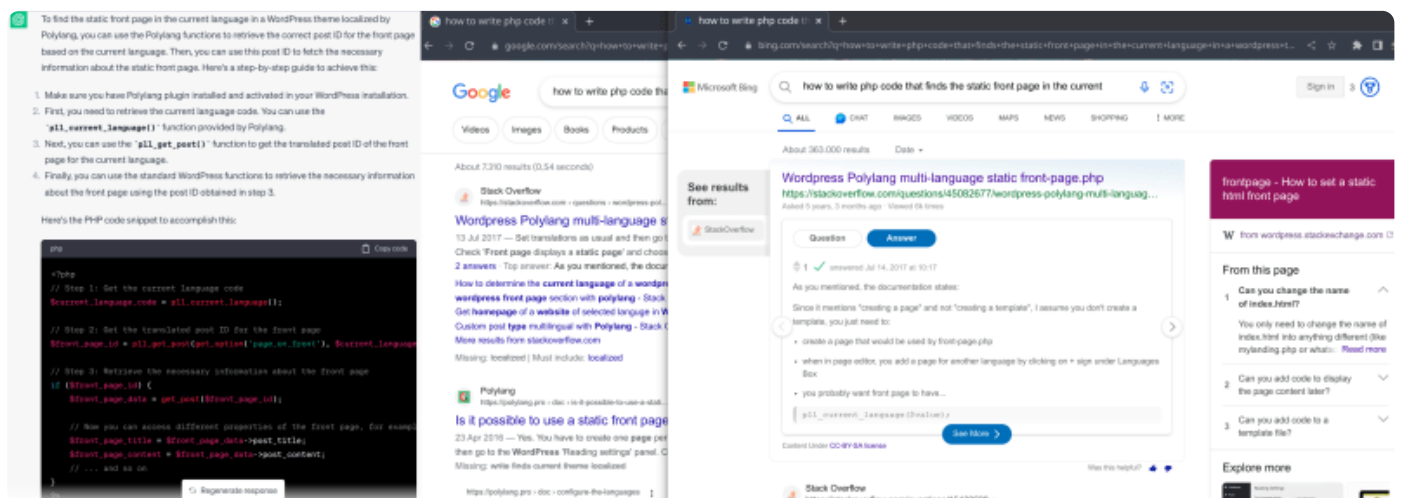 To find the static front page in the current language in a WordPress theme localized by
Polylang, you can use the Polylang functions to retrieve the correct post ID for the front page
based on the current language. Then, you can use this post ID to fetch the necessary
information about the static front page. Here's a step-by-step guide to achieve this:
1. Make sure you have Polylang plugin installed and activated in your WordPress installation.
2. First, you need to retrieve the current language code. You can use the
`pll_current_language()` function provided by Polylang.
3. Next, you can use the `pll_get_post()` function to get the translated post ID of the front
page for the current language.
4. Finally, you can use the standard WordPress functions to retrieve the necessary information
about the front page using the post ID obtained in step 3.
Here's the PHP code snippet to accomplish this:
php
Copy code
<?php
// Step 1: Get the current language code
$current_language_code = pll_current_language();
// Step 2: Get the translated post ID for the front page
$front_page_id = pll_get_post(get_option('page_on_front'), $current_language
// Step 3: Retrieve the necessary information about the front page
if ($front_page_id) {
$front_page_data = get_post($front_page_id);
// Now you can access different properties of the front page, for exampl
$front_page_title = $front_page_data->post_title;
$front_page_content = $front_page_data->post_content;
// ... and so on
}
Regenerate response
how to write php code th
google.com/search?q=how+to+write+p
Google
how to write php code tha
Videos
Images
Books
Products
About 7.310 results (0,54 seconds)
Stack Overflow
https://stackoverflow.com › questions › wordpress-pol...
Wordpress Polylang multi-language s
13 Jul 2017 — Set translations as usual and then go t
Check 'Front page displays a static page' and choos
2 answers · Top answer: As you mentioned, the docur
How to determine the current language of a wordpr
wordpress front page section with polylang - Stack
Get homepage of a website of selected languge in W
Custom post type multilingual with Polylang - Stack C
More results from stackoverflow.com
Missing: localized | Must include: localized
Polylang
https://polylang.pro › doc › is-it-possible-to-use-a-stati...
Is it possible to use a static front page
23 Apr 2016 — Yes. You have to create one page per
then go to the WordPress 'Reading settings' panel. C
Missing: write finds current theme localized
https://polylang.pro › doc › configure-the-languages
how to write php code th
bing.com/search?q=how+to+write+php+code+that+finds+the+static+front+page+in+the+current+language+in+a+wordpress+t...
Microsoft Bing
how to write php code that finds the static front page in the current
Sign in
3
ALL
CHAT
IMAGES
VIDEOS
MAPS
NEWS
SHOPPING
MORE
About 363.000 results
Date
See results
from:
StackOverflow
Wordpress Polylang multi-language static front-page.php
https://stackoverflow.com/questions/45082677/wordpress-polylang-multi-languag...
Asked 5 years, 3 months ago · Viewed 6k times
Question
Answer
1
answered Jul 14, 2017 at 10:17
As you mentioned, the documentation states:
Since it mentions "creating a page" and not "creating a template", I assume you don't create a
template, you just need to:
• create a page that would be used by front-page.php
• when in page editor, you add a page for another language by clicking on + sign under Languages
Box
• you probably want front page to have...
pll_current_language($value);
See More
Content Under CC-BY-SA license
Was this helpful?
Stack Overflow
frontpage - How to set a static
html front page
W from wordpress.stackexchange.com
From this page
1 Can you change the name
of index.html?
You only need to change the name of
index.html into anything different (like
mylanding.php or whate: Read more
2 Can you add code to display
the page content later?
3 Can you add code to a
template file?
Explore more